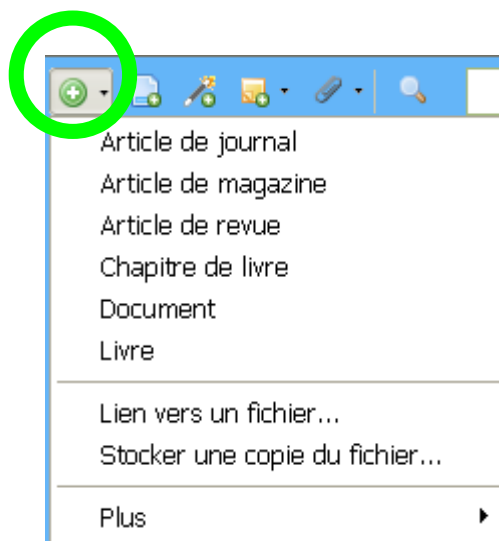 Article de journal
Article de magazine
Article de revue
Chapitre de livre
Document
Livre
Lien vers un fichier...
Stocker une copie du fichier...
Plus